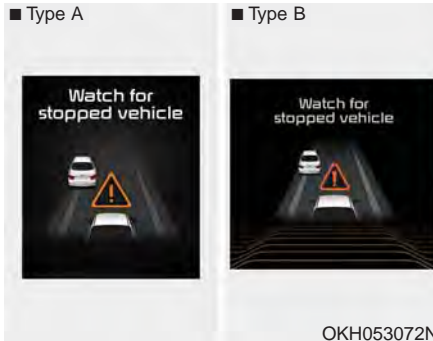 ■ Type A
■ Type B
Watch for
stopped vehicle
Watch for
stopped vehicle
OKH053072N